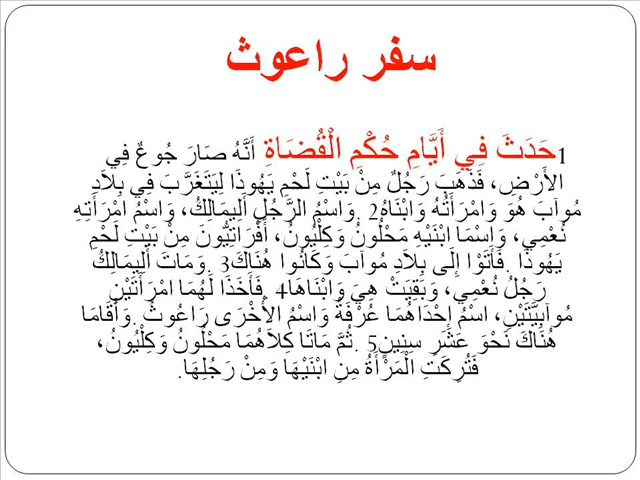 سفر راعوث
1حَدَثَ فِي أَيَّامِ حُكْمِ الْقُضَاةِ أَنَّهُ صَارَ جُوعٌ فِي
الأَرْضِ، فَذَهَبَ رَجُلٌ مِنْ بَيْتِ لَحْمِ يَهُوذَا لِيَتَغَرَّبَ فِي بِلاَدِ
مُوآبَ هُوَ وَامْرَأَتُهُ وَابْنَاهُ2 .وَاسْمُ الرَّجُلِ أَلِيمَالِكُ، وَاسْمُ امْرَأَتِهِ
نُعْمِي، وَاسْمَا ابْنَيْهِ مَحْلُونُ وَكِلْيُونُ، أَفْرَاتِيُّونَ مِنْ بَيْتِ لَحْمِ
يَهُوذَا .فَأَتَوْا إِلَى بِلاَدِ مُوآبَ وَكَانُوا هُنَاكَ3 .وَمَاتَ أَلِيمَالِكُ
رَجُلُ نُعْمِي، وَبَقِيَتْ هِيَ وَابْنَاهَا4 .فَأَخَذَا لَهُمَا امْرَأَتَيْنِ
مُوآبِيَّتَيْنِ، اسْمُ إِحْدَاهُمَا عُرْفَةُ وَاسْمُ الأُخْرَى رَاعُوثُ .وَأَقَامَا
هُنَاكَ نَحْوَ عَشَرِ سِنِينٍ5 .ثُمَّ مَاتَا كِلاَهُمَا مَحْلُونُ وَكِلْيُونُ،
فَتُرِكَتِ الْمَرْأَةُ مِنِ ابْنَيْهَا وَمِنْ رَجُلِهَا.